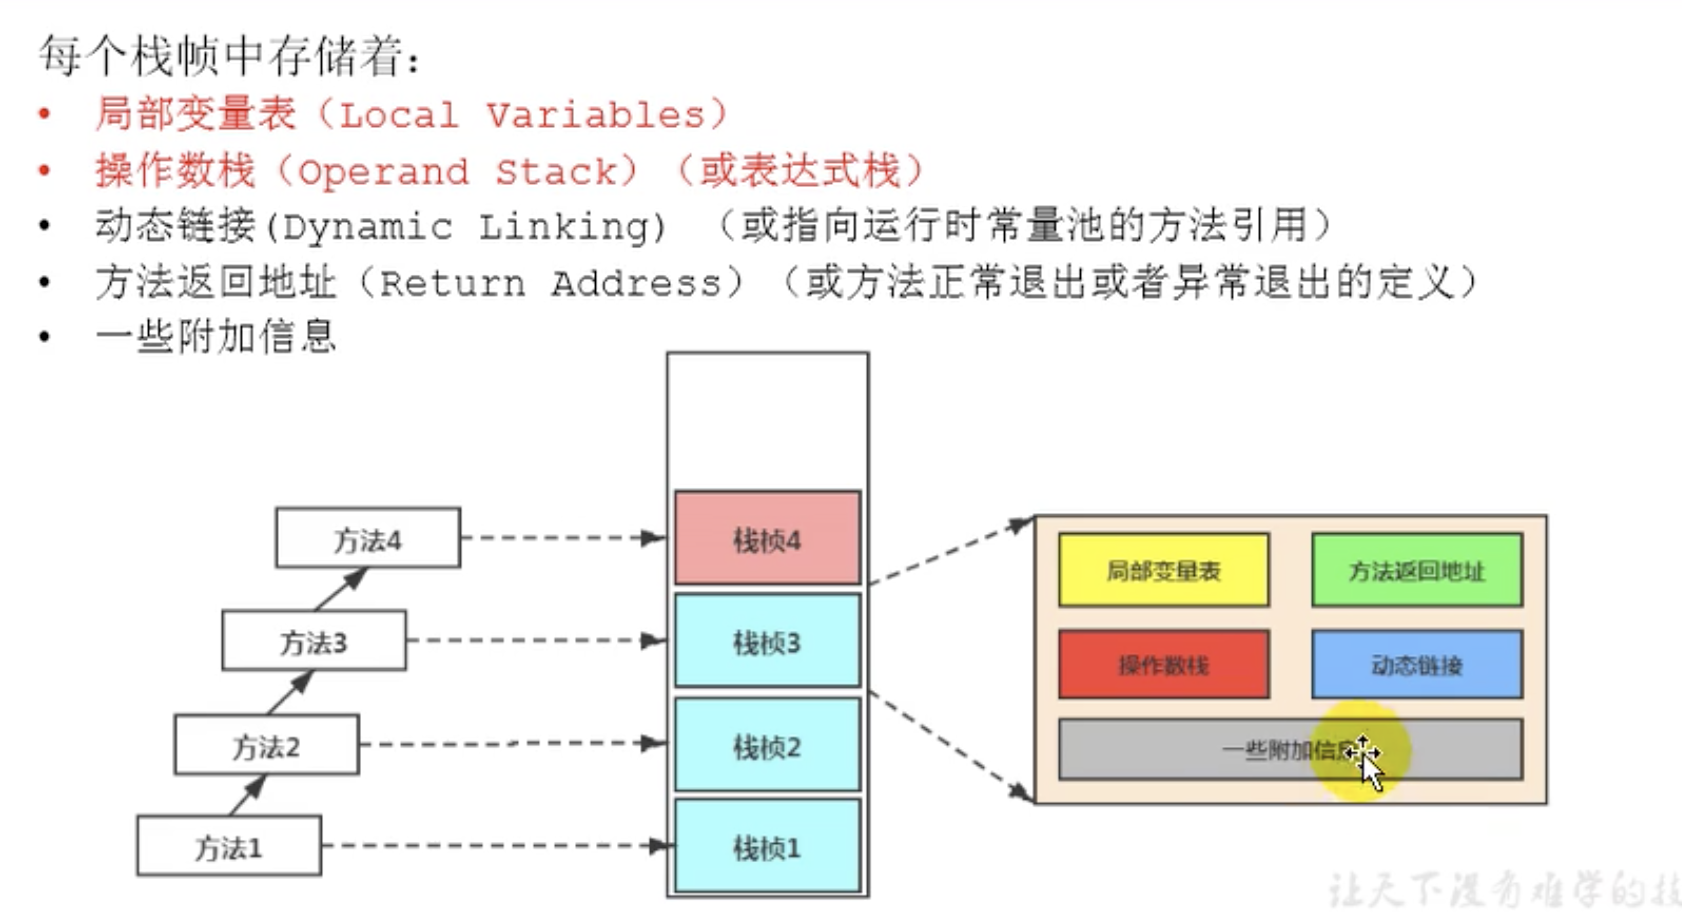 每个栈帧中存储着：
• 局部变量表（Local Variables）
• 操作数栈（Operand Stack）（或表达式栈）
• 动态链接(Dynamic Linking) （或指向运行时常量池的方法引用）
• 方法返回地址（Return Address）（或方法正常退出或者异常退出的定义）
• 一些附加信息
方法4
栈桢4
方法3
栈桢3
方法2
栈桢2
方法1
栈桢1
局部变量表
方法返回地址
操作数栈
动态链接
一些附加信息
让天下没有难学的技